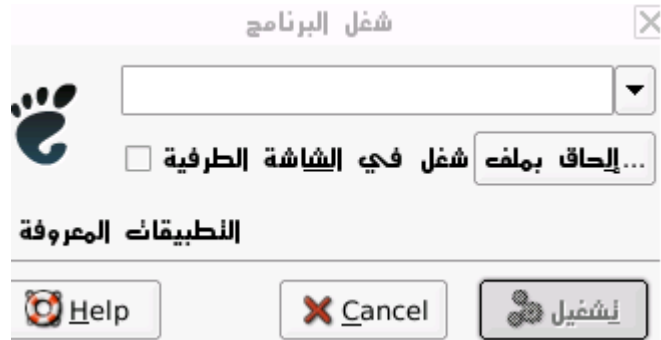 شغل البرنامج
شغل في الشاشة الطرفية
إلحاق بملف...
التطبيقات المعروفة
Help
Cancel
تشغيل